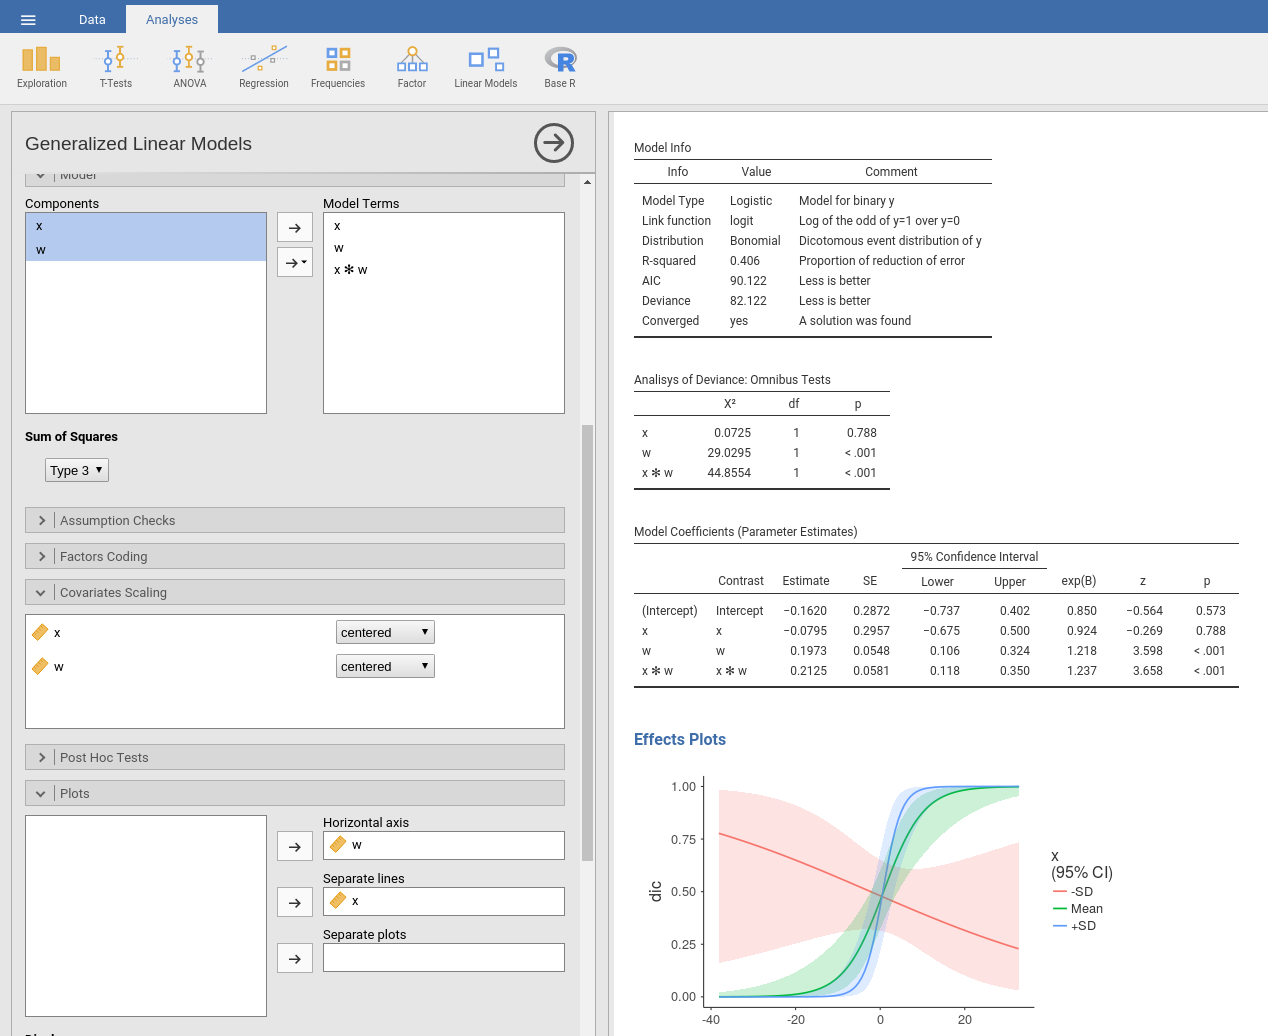 Data Analyses
Exploration T-Tests ANOVA Regression Frequencies Factor Linear Models Base R
Generalized Linear Models
Model
Components Model Terms
x x
w w
x ✻ w
Sum of Squares
Type 3
Assumption Checks
Factors Coding
Covariates Scaling
x centered
w centered
Post Hoc Tests
Plots
Horizontal axis
w
Separate lines
x
Separate plots
Model Info
Info Value Comment
Model Type Logistic Model for binary y
Link function logit Log of the odd of y=1 over y=0
Distribution Bonomial Dicotomous event distribution of y
R-squared 0.406 Proportion of reduction of error
AIC 90.122 Less is better
Deviance 82.122 Less is better
Converged yes A solution was found
Analisys of Deviance: Omnibus Tests
X² df p
x 0.0725 1 0.788
w 29.0295 1 < .001
x ✻ w 44.8554 1 < .001
Model Coefficients (Parameter Estimates)
95% Confidence Interval
Contrast Estimate SE Lower Upper exp(B) z p
(Intercept) Intercept −0.1620 0.2872 −0.737 0.402 0.850 −0.564 0.573
x x −0.0795 0.2957 −0.675 0.500 0.924 −0.269 0.788
w w 0.1973 0.0548 0.106 0.324 1.218 3.598 < .001
x ✻ w x ✻ w 0.2125 0.0581 0.118 0.350 1.237 3.658 < .001
Effects Plots
1.00
0.75
0.50
0.25
0.00
dic
-40 -20 0 20
x
(95% CI)
-SD
Mean
+SD